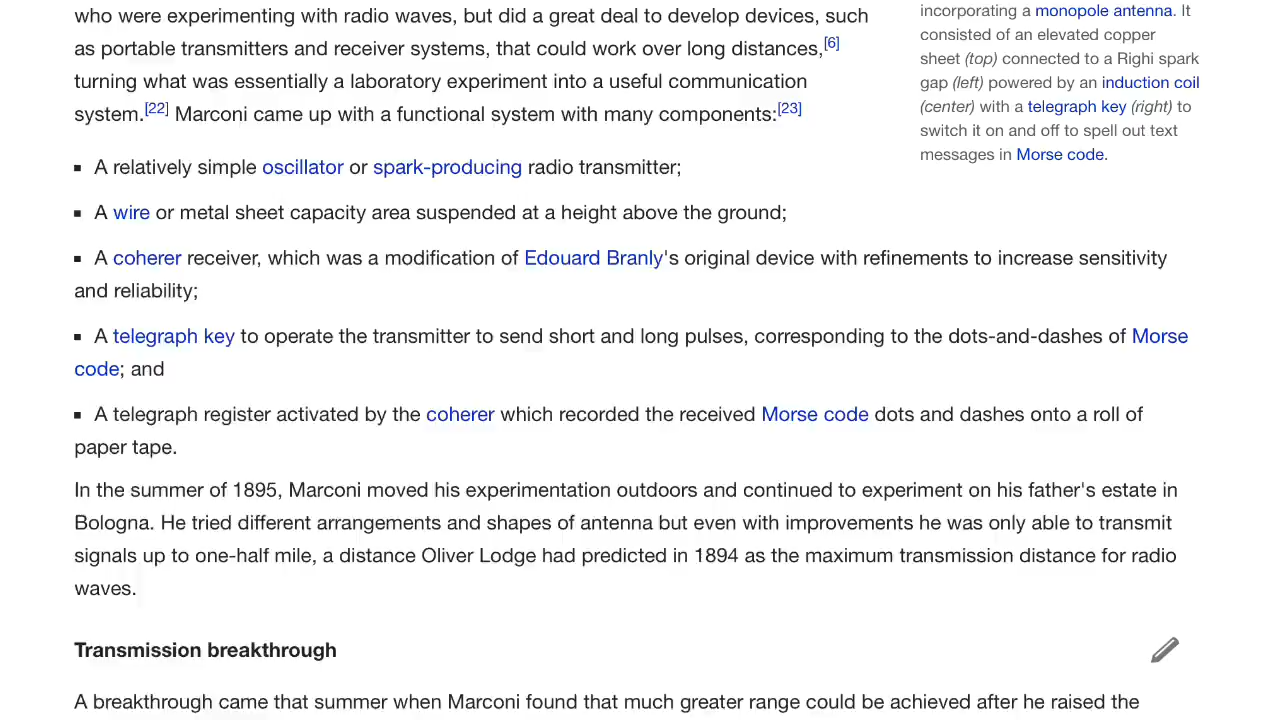 who were experimenting with radio waves, but did a great deal to develop devices, such
as portable transmitters and receiver systems, that could work over long distances,[6]
turning what was essentially a laboratory experiment into a useful communication
system.[22] Marconi came up with a functional system with many components:[23]
▪ A relatively simple oscillator or spark-producing radio transmitter;
▪ A wire or metal sheet capacity area suspended at a height above the ground;
▪ A coherer receiver, which was a modification of Edouard Branly's original device with refinements to increase sensitivity
and reliability;
▪ A telegraph key to operate the transmitter to send short and long pulses, corresponding to the dots-and-dashes of Morse
code; and
▪ A telegraph register activated by the coherer which recorded the received Morse code dots and dashes onto a roll of
paper tape.
In the summer of 1895, Marconi moved his experimentation outdoors and continued to experiment on his father's estate in
Bologna. He tried different arrangements and shapes of antenna but even with improvements he was only able to transmit
signals up to one-half mile, a distance Oliver Lodge had predicted in 1894 as the maximum transmission distance for radio
waves.
Transmission breakthrough
A breakthrough came that summer when Marconi found that much greater range could be achieved after he raised the
incorporating a monopole antenna. It
consisted of an elevated copper
sheet (top) connected to a Righi spark
gap (left) powered by an induction coil
(center) with a telegraph key (right) to
switch it on and off to spell out text
messages in Morse code.